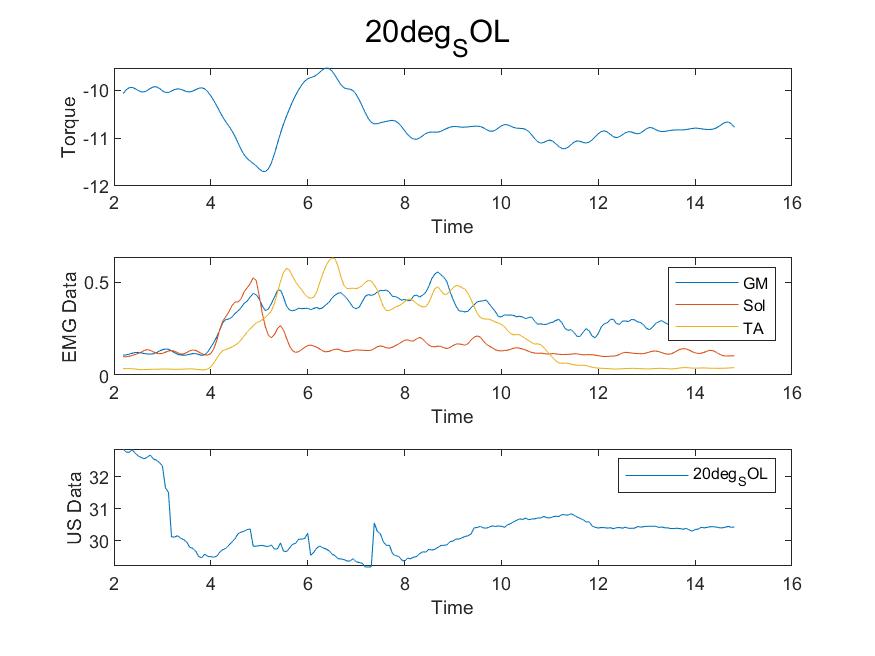 20deg_SOL
-10
-11
-12
Torque
2 4 6 8 10 12 14 16
Time
0.5
0
EMG Data
GM
Sol
TA
2 4 6 8 10 12 14 16
Time
32
31
30
US Data
20deg_SOL
2 4 6 8 10 12 14 16
Time